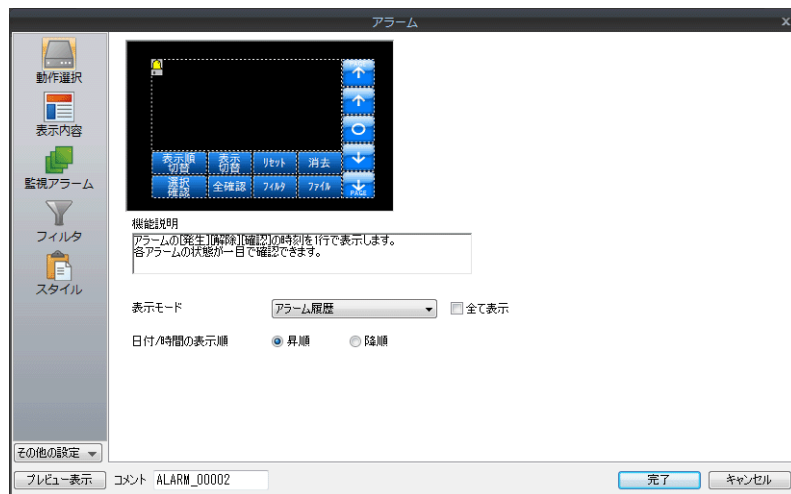 アラーム
x
動作選択
表示内容
監視アラーム
フィルタ
スタイル
表示順
切替
表示
切替
リセット
消去
選択
確認
全確認
フィルタ
ファイル
PAGE
機能説明
アラームの[発生][解除][確認]の時刻を1行で表示します。
各アラームの状態が一目で確認できます。
表示モード
アラーム履歴
全て表示
日付/時間の表示順
昇順
降順
その他の設定
プレビュー表示
コメント
ALARM_00002
完了
キャンセル